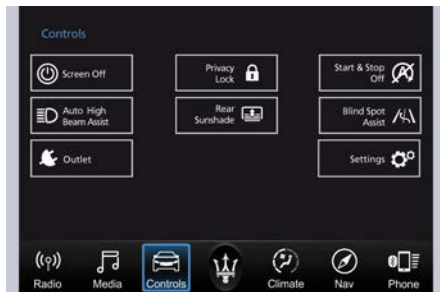 Controls
Screen Off
Privacy
Lock
Start & Stop
Off
Auto High
Beam Assist
Rear
Sunshade
Blind Spot
Assist
Outlet
Settings
Radio
Media
Controls
Climate
Nav
Phone